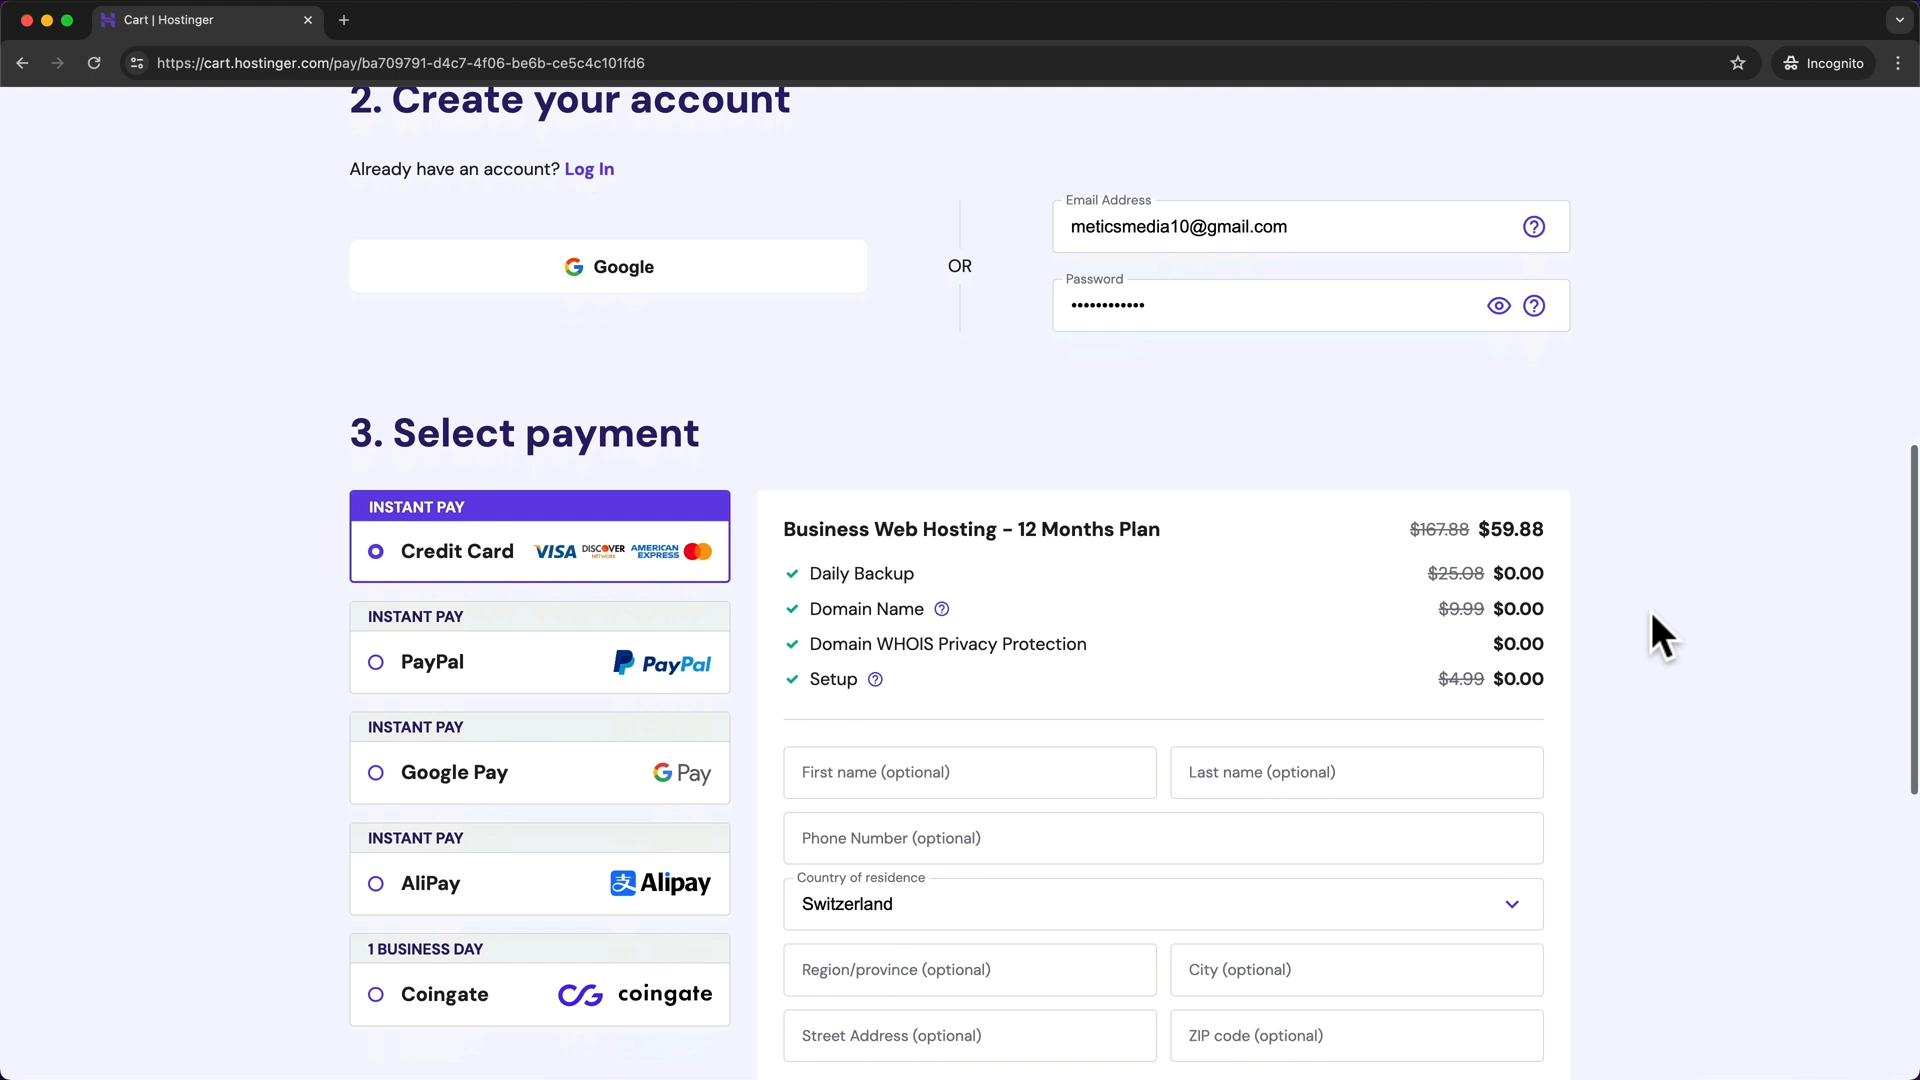 Cart | Hostinger
https://cart.hostinger.com/pay/ba709791-d4c7-4f06-be6b-ce5c4c101fd6
Incognito
2. Create your account
Already have an account? Log In
Google
OR
Email Address
meticsmedia10@gmail.com
Password
••••••••••••
3. Select payment
INSTANT PAY
Credit Card VISA DISCOVER NETWORK AMERICAN EXPRESS
INSTANT PAY
PayPal PayPal
INSTANT PAY
Google Pay G Pay
INSTANT PAY
AliPay 支 Alipay
1 BUSINESS DAY
Coingate CG coingate
Business Web Hosting – 12 Months Plan $167.88 $59.88
Daily Backup $25.08 $0.00
Domain Name $9.99 $0.00
Domain WHOIS Privacy Protection $0.00
Setup $4.99 $0.00
First name (optional) Last name (optional)
Phone Number (optional)
Country of residence
Switzerland
Region/province (optional) City (optional)
Street Address (optional) ZIP code (optional)